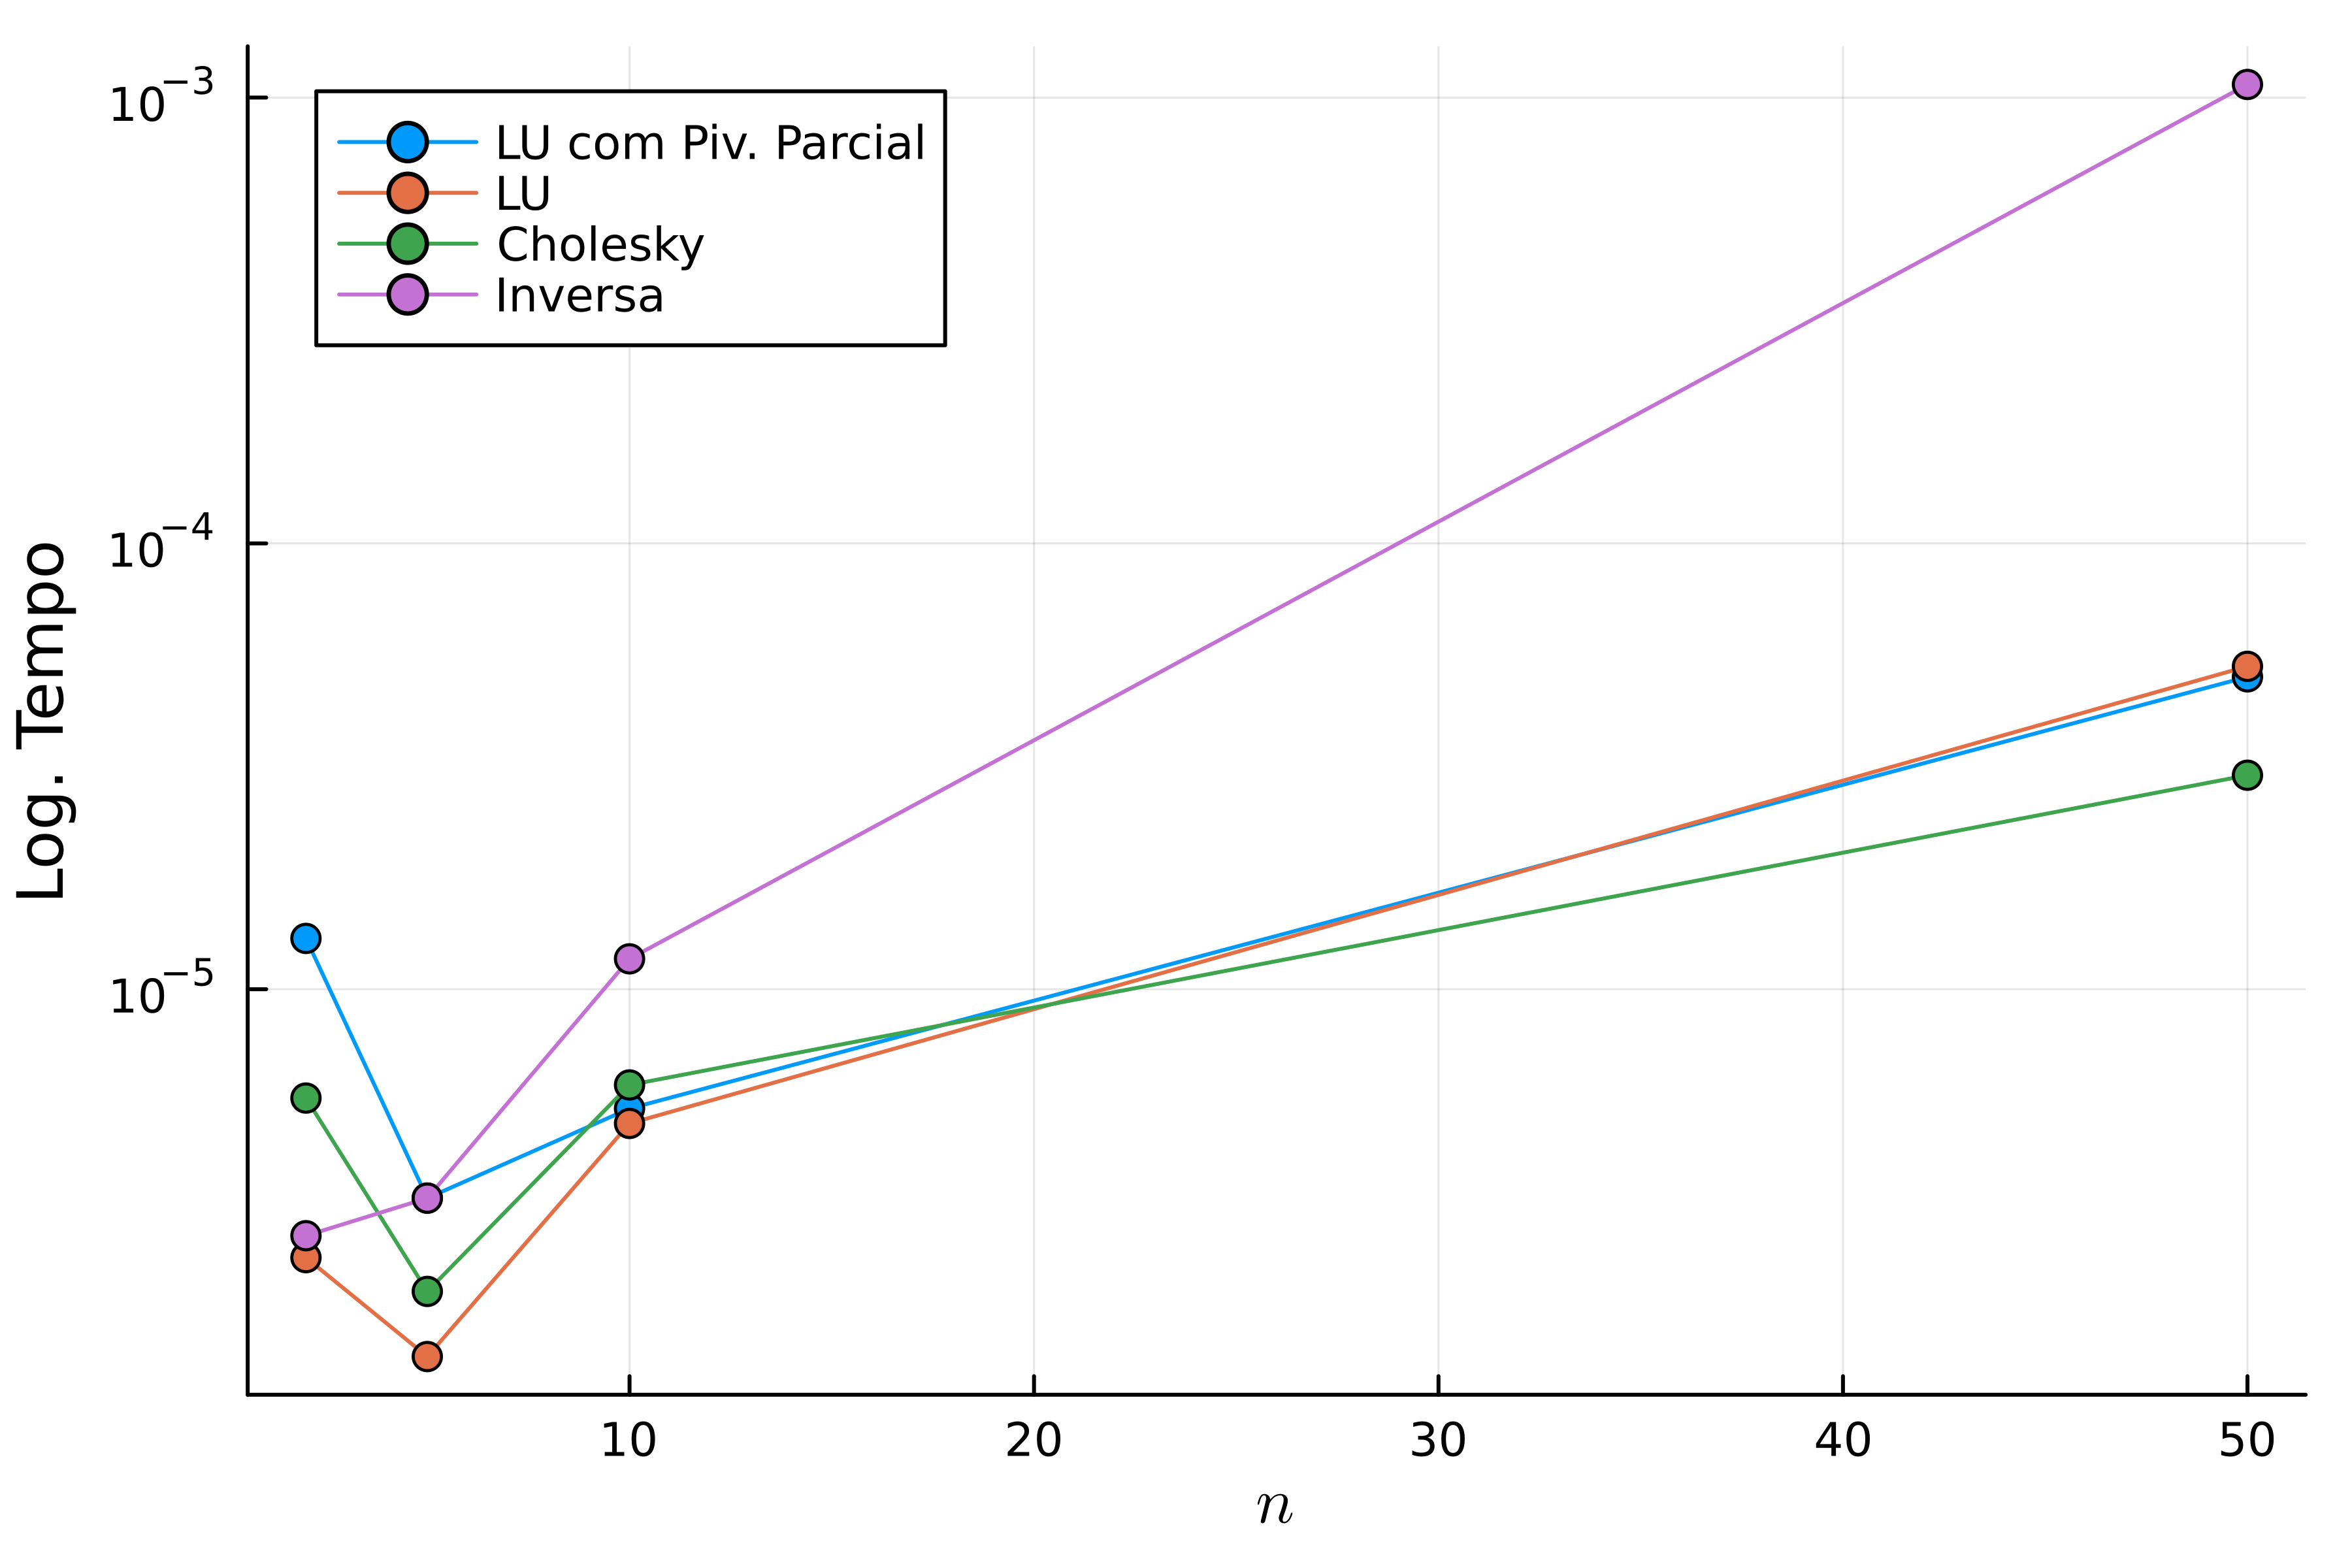 LU com Piv. Parcial
LU
Cholesky
Inversa
Log. Tempo
10⁻³
10⁻⁴
10⁻⁵
10 20 30 40 50
n